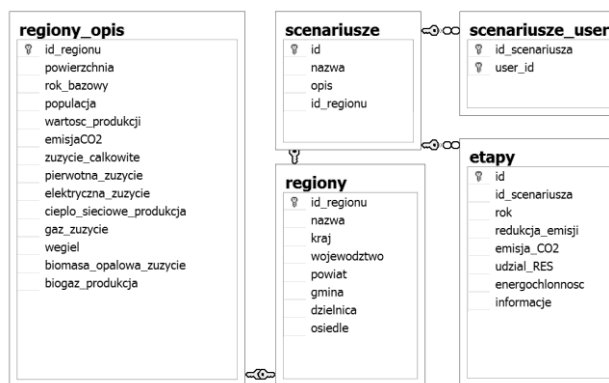 regiony_opis
id_regionu
powierzchnia
rok_bazowy
populacja
wartosc_produkcji
emisjaCO2
zuzycie_calkowite
pierwotna_zuzycie
elektryczna_zuzycie
cieplo_sieciowe_produkcja
gaz_zuzycie
wegiel
biomasa_opalowa_zuzycie
biogaz_produkcja
scenariusze
id
nazwa
opis
id_regionu
regiony
id_regionu
nazwa
kraj
wojewodztwo
powiat
gmina
dzielnica
osiedle
scenariusze_user
id_scenariusza
user_id
etapy
id
id_scenariusza
rok
redukcja_emisji
emisja_CO2
udzial_RES
energochlonnosc
informacje